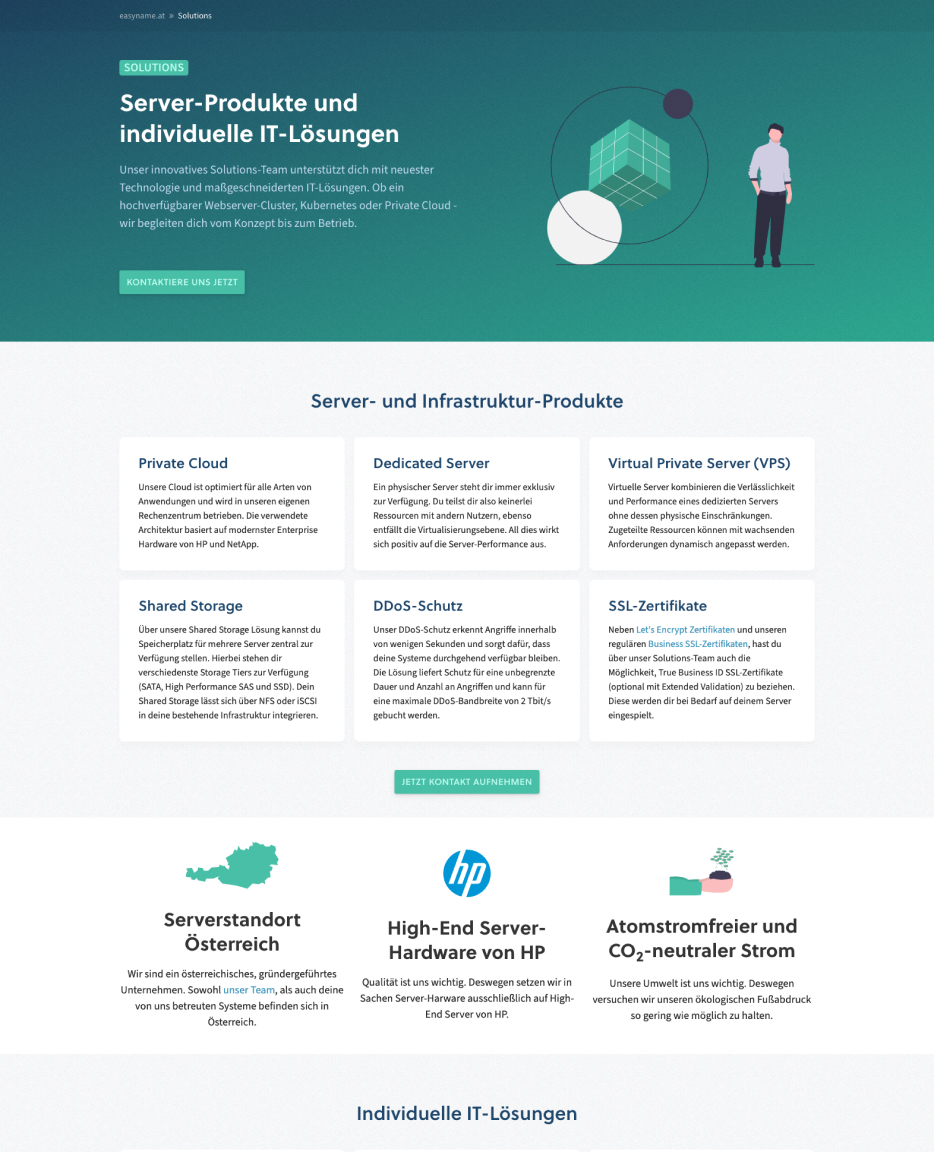 easyname.at » Solutions
SOLUTIONS
Server-Produkte und
individuelle IT-Lösungen
Unser innovatives Solutions-Team unterstützt dich mit neuester
Technologie und maßgeschneiderten IT-Lösungen. Ob ein
hochverfügbarer Webserver-Cluster, Kubernetes oder Private Cloud -
wir begleiten dich vom Konzept bis zum Betrieb.
KONTAKTIERE UNS JETZT
Server- und Infrastruktur-Produkte
Private Cloud
Unsere Cloud ist optimiert für alle Arten von
Anwendungen und wird in unseren eigenen
Rechenzentrum betrieben. Die verwendete
Architektur basiert auf modernster Enterprise
Hardware von HP und NetApp.
Dedicated Server
Ein physischer Server steht dir immer exklusiv
zur Verfügung. Du teilst dir also keinerlei
Ressourcen mit andern Nutzern, ebenso
entfällt die Virtualisierungsebene. All dies wirkt
sich positiv auf die Server-Performance aus.
Virtual Private Server (VPS)
Virtuelle Server kombinieren die Verlässlichkeit
und Performance eines dedizierten Servers
ohne dessen physische Einschränkungen.
Zugeteilte Ressourcen können mit wachsenden
Anforderungen dynamisch angepasst werden.
Shared Storage
Über unsere Shared Storage Lösung kannst du
Speicherplatz für mehrere Server zentral zur
Verfügung stellen. Hierbei stehen dir
verschiedenste Storage Tiers zur Verfügung
(SATA, High Performance SAS und SSD). Dein
Shared Storage lässt sich über NFS oder iSCSI
in deine bestehende Infrastruktur integrieren.
DDoS-Schutz
Unser DDoS-Schutz erkennt Angriffe innerhalb
von wenigen Sekunden und sorgt dafür, dass
deine Systeme durchgehend verfügbar bleiben.
Die Lösung liefert Schutz für eine unbegrenzte
Dauer und Anzahl an Angriffen und kann für
eine maximale DDoS-Bandbreite von 2 Tbit/s
gebucht werden.
SSL-Zertifikate
Neben Let's Encrypt Zertifikaten und unseren
regulären Business SSL-Zertifikaten, hast du
über unser Solutions-Team auch die
Möglichkeit, True Business ID SSL-Zertifikate
(optional mit Extended Validation) zu beziehen.
Diese werden dir bei Bedarf auf deinem Server
eingespielt.
JETZT KONTAKT AUFNEHMEN
Serverstandort
Österreich
Wir sind ein österreichisches, gründergeführtes
Unternehmen. Sowohl unser Team, als auch deine
von uns betreuten Systeme befinden sich in
Österreich.
hp
High-End Server-
Hardware von HP
Qualität ist uns wichtig. Deswegen setzen wir in
Sachen Server-Harware ausschließlich auf High-
End Server von HP.
Atomstromfreier und
CO₂-neutraler Strom
Unsere Umwelt ist uns wichtig. Deswegen
versuchen wir unseren ökologischen Fußabdruck
so gering wie möglich zu halten.
Individuelle IT-Lösungen